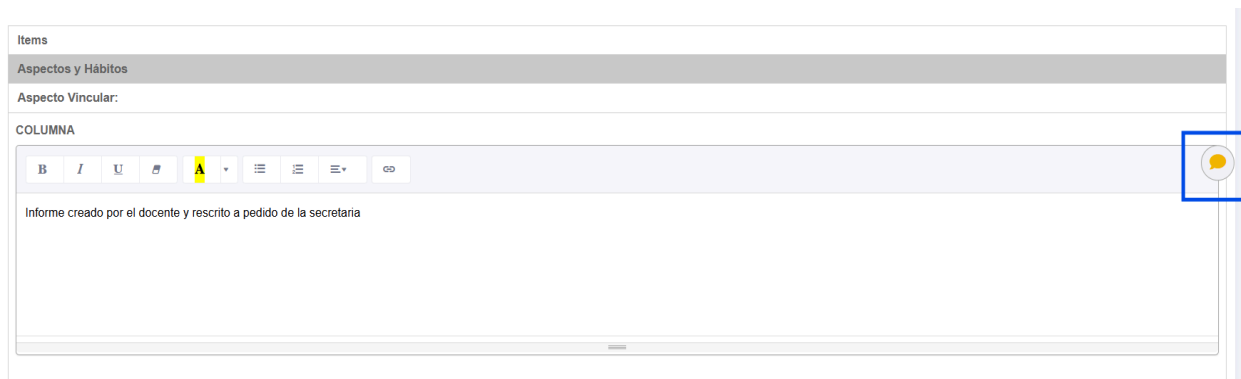 Items
Aspectos y Hábitos
Aspecto Vincular:
COLUMNA
B I U A
Informe creado por el docente y rescrito a pedido de la secretaria